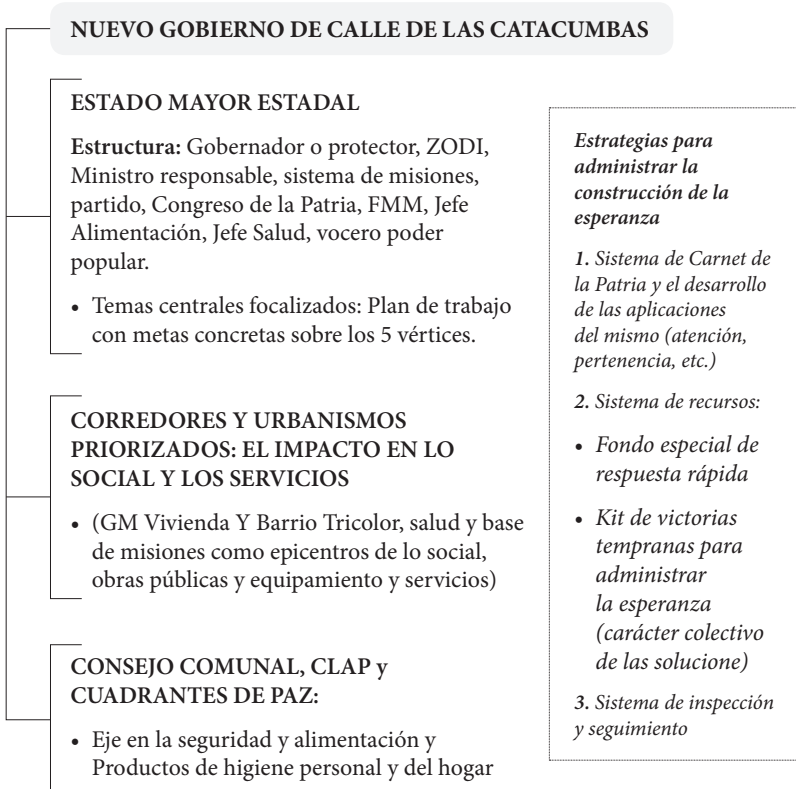 NUEVO GOBIERNO DE CALLE DE LAS CATACUMBAS
ESTADO MAYOR ESTADAL
Estructura: Gobernador o protector, ZODI,
Ministro responsable, sistema de misiones,
partido, Congreso de la Patria, FMM, Jefe
Alimentación, Jefe Salud, vocero poder
popular.
• Temas centrales focalizados: Plan de trabajo
con metas concretas sobre los 5 vértices.
CORREDORES Y URBANISMOS
PRIORIZADOS: EL IMPACTO EN LO
SOCIAL Y LOS SERVICIOS
• (GM Vivienda Y Barrio Tricolor, salud y base
de misiones como epicentros de lo social,
obras públicas y equipamiento y servicios)
CONSEJO COMUNAL, CLAP y
CUADRANTES DE PAZ:
• Eje en la seguridad y alimentación y
Productos de higiene personal y del hogar
Estrategias para
administrar la
construcción de la
esperanza
1. Sistema de Carnet de
la Patria y el desarrollo
de las aplicaciones
del mismo (atención,
pertenencia, etc.)
2. Sistema de recursos:
• Fondo especial de
respuesta rápida
• Kit de victorias
tempranas para
administrar
la esperanza
(carácter colectivo
de las solucione)
3. Sistema de inspección
y seguimiento